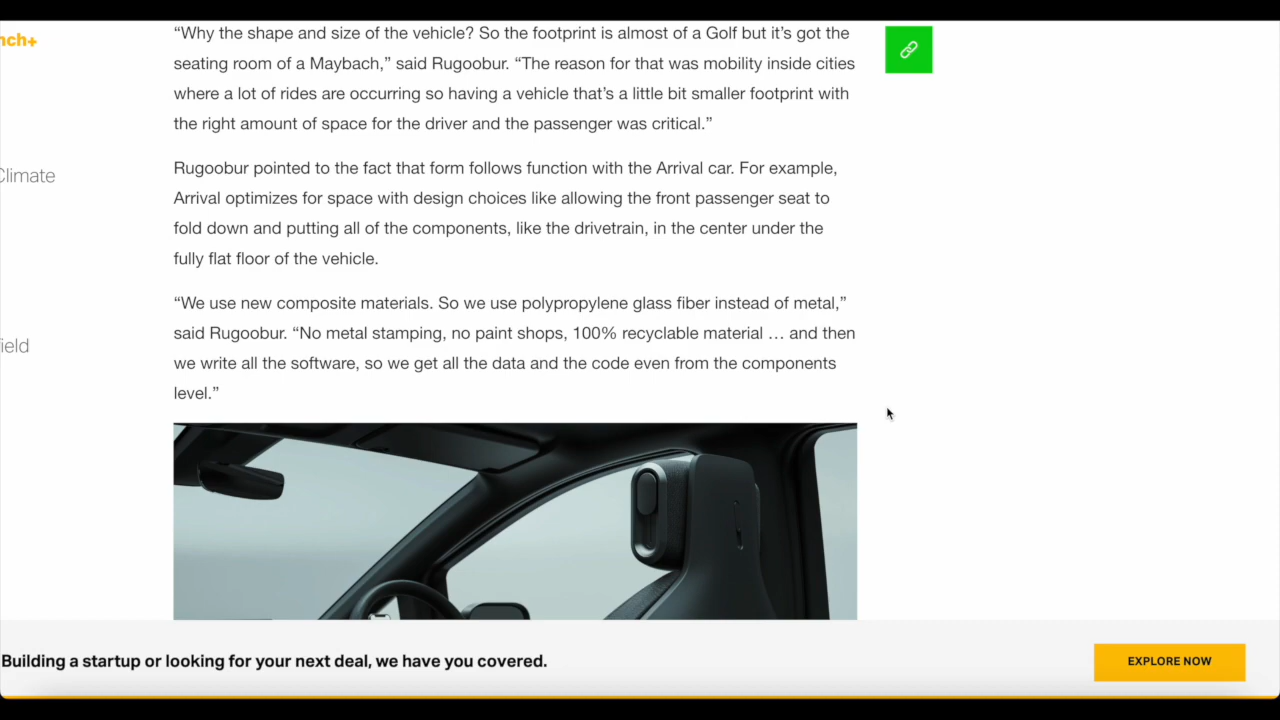 nch+
“Why the shape and size of the vehicle? So the footprint is almost of a Golf but it’s got the
seating room of a Maybach,” said Rugoobur. “The reason for that was mobility inside cities
where a lot of rides are occurring so having a vehicle that’s a little bit smaller footprint with
the right amount of space for the driver and the passenger was critical.”
Climate
Rugoobur pointed to the fact that form follows function with the Arrival car. For example,
Arrival optimizes for space with design choices like allowing the front passenger seat to
fold down and putting all of the components, like the drivetrain, in the center under the
fully flat floor of the vehicle.
“We use new composite materials. So we use polypropylene glass fiber instead of metal,”
said Rugoobur. “No metal stamping, no paint shops, 100% recyclable material … and then
ield
we write all the software, so we get all the data and the code even from the components
level.”
Building a startup or looking for your next deal, we have you covered.
EXPLORE NOW